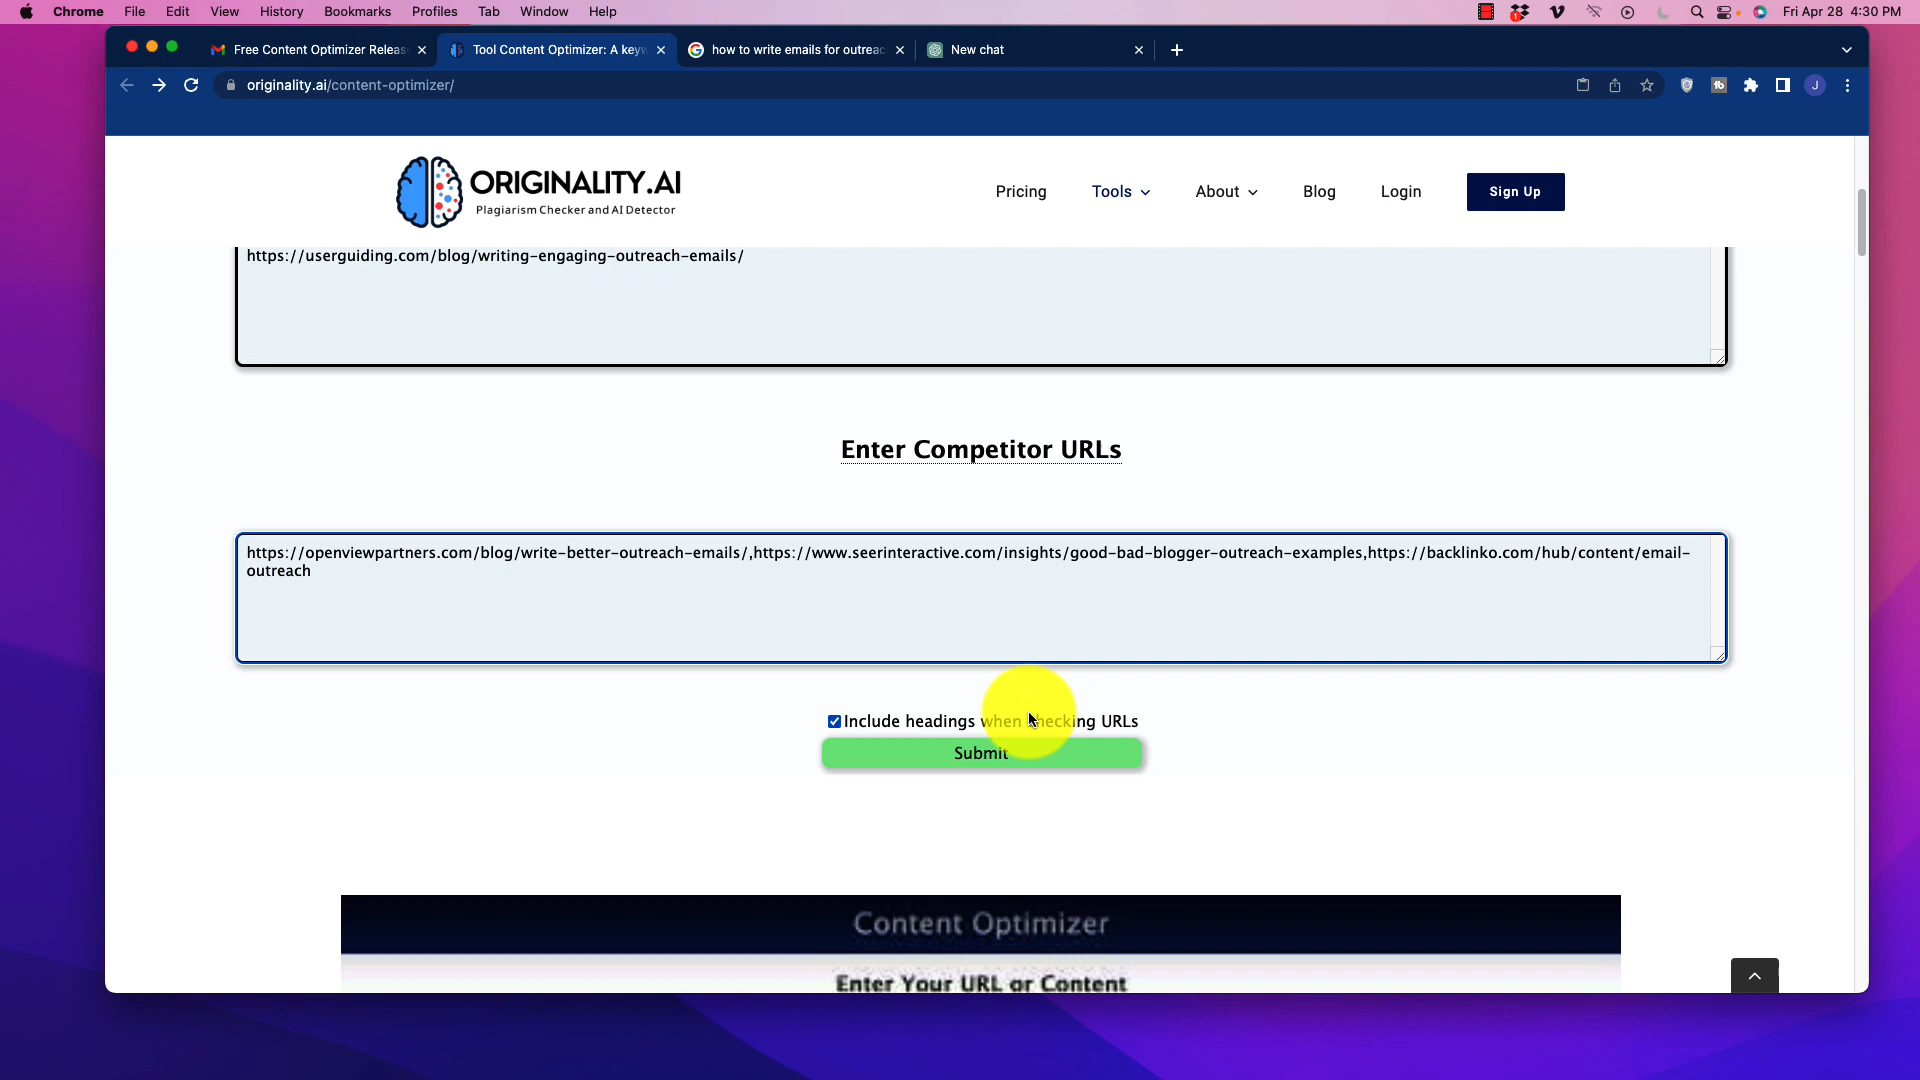 Chrome File Edit View History Bookmarks Profiles Tab Window Help
1
Fri Apr 28 4:30 PM
Free Content Optimizer Releas
Tool Content Optimizer: A keyw
how to write emails for outreac
New chat
originality.ai/content-optimizer/
tb
J
ORIGINALITY.AI
Plagiarism Checker and AI Detector
Pricing
Tools
About
Blog
Login
Sign Up
https://userguiding.com/blog/writing-engaging-outreach-emails/
Enter Competitor URLs
https://openviewpartners.com/blog/write-better-outreach-emails/,https://www.seerinteractive.com/insights/good-bad-blogger-outreach-examples,https://backlinko.com/hub/content/email-
outreach
Include headings when checking URLs
Submit
Content Optimizer
Enter Your URL or Content